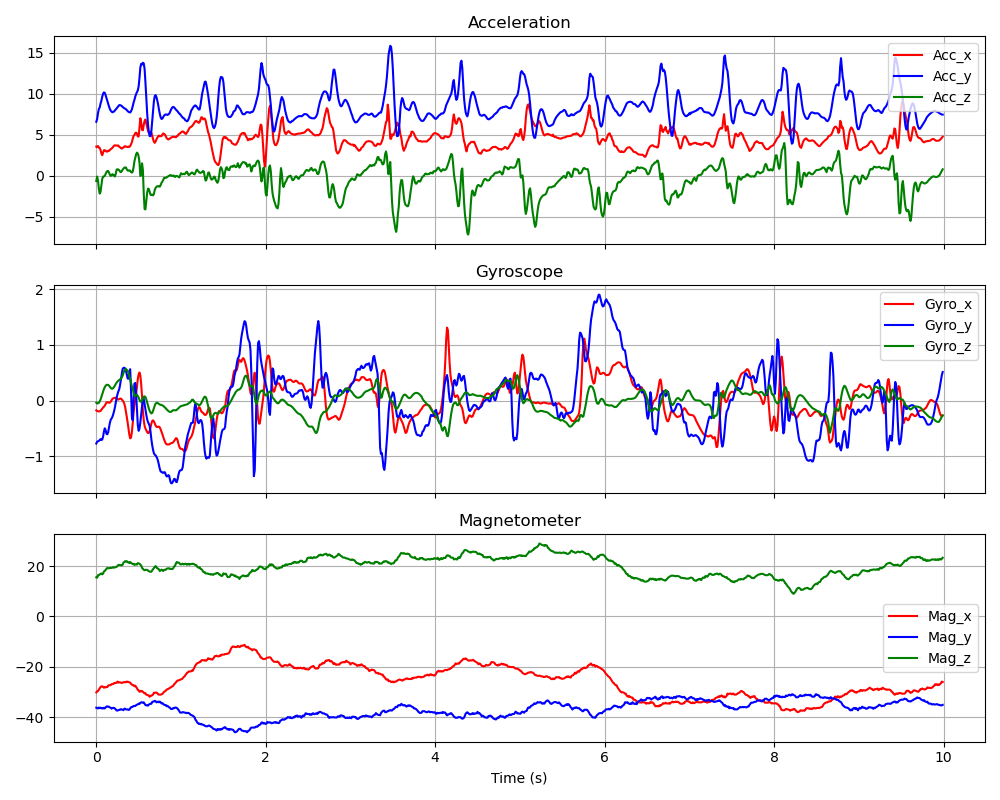 Acceleration
15
10
5
0
−5
Acc_x
Acc_y
Acc_z
Gyroscope
2
1
0
−1
Gyro_x
Gyro_y
Gyro_z
Magnetometer
20
0
−20
−40
Mag_x
Mag_y
Mag_z
0 2 4 6 8 10
Time (s)